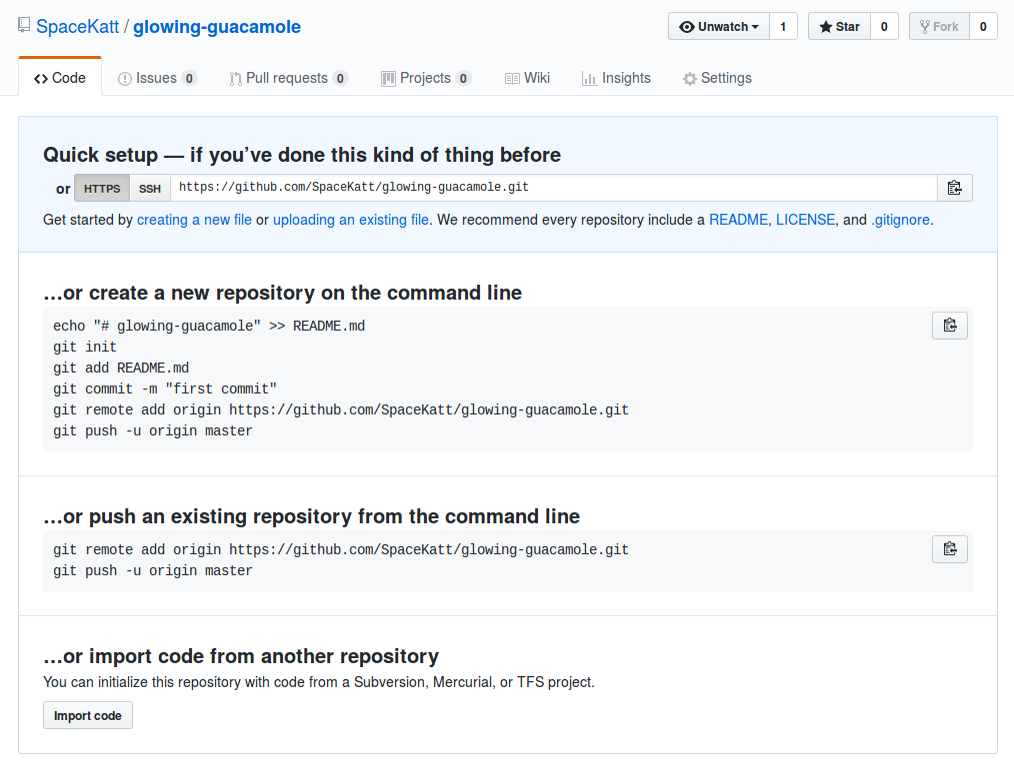 SpaceKatt / glowing-guacamole
Unwatch 1 Star 0 Fork 0
Code Issues 0 Pull requests 0 Projects 0 Wiki Insights Settings
Quick setup — if you’ve done this kind of thing before
or HTTPS SSH https://github.com/SpaceKatt/glowing-guacamole.git
Get started by creating a new file or uploading an existing file. We recommend every repository include a README, LICENSE, and .gitignore.
…or create a new repository on the command line
echo "# glowing-guacamole" >> README.md
git init
git add README.md
git commit -m "first commit"
git remote add origin https://github.com/SpaceKatt/glowing-guacamole.git
git push -u origin master
…or push an existing repository from the command line
git remote add origin https://github.com/SpaceKatt/glowing-guacamole.git
git push -u origin master
…or import code from another repository
You can initialize this repository with code from a Subversion, Mercurial, or TFS project.
Import code